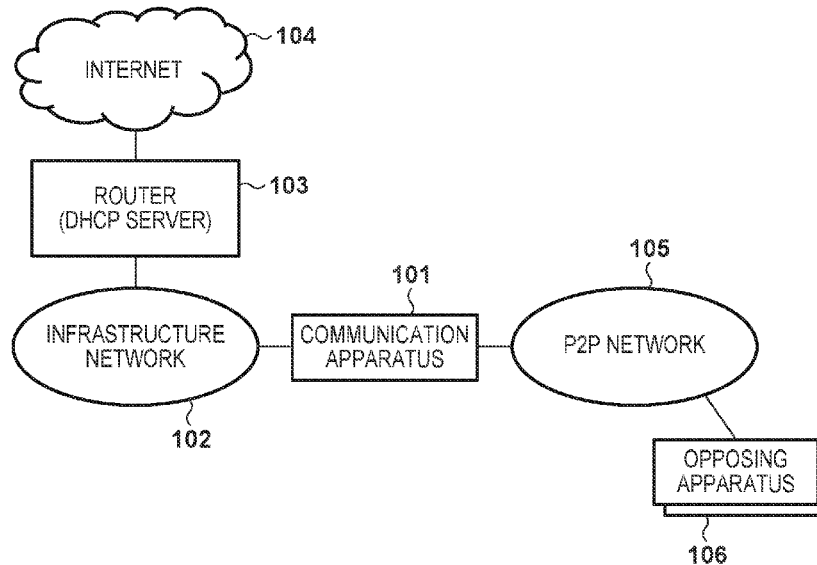 104
INTERNET
103
ROUTER
(DHCP SERVER)
105
101
INFRASTRUCTURE
NETWORK
COMMUNICATION
APPARATUS
P2P NETWORK
102
OPPOSING
APPARATUS
106